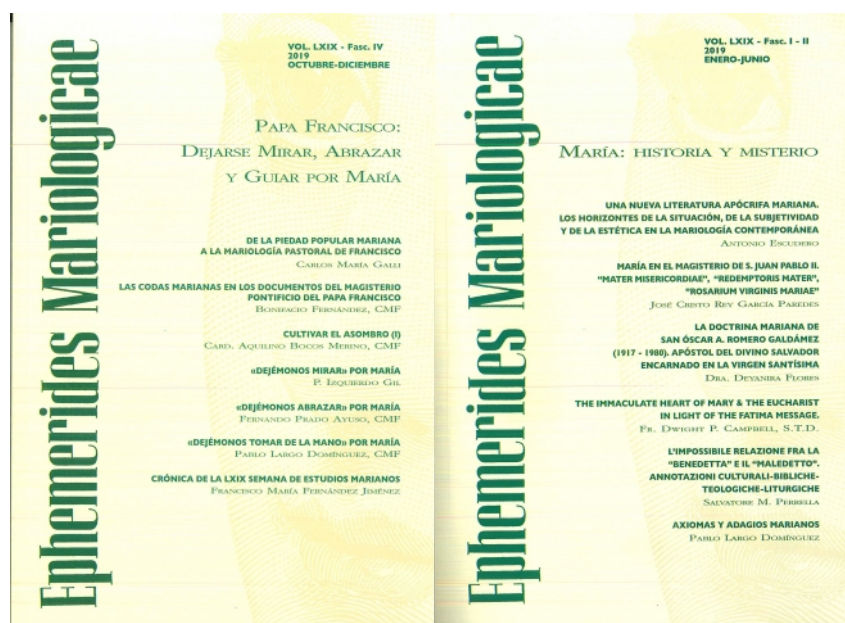 Ephemerides Mariologicae
VOL. LXIX - Fasc. IV
2019
OCTUBRE-DICIEMBRE
PAPA FRANCISCO:
DEJARSE MIRAR, ABRAZAR
Y GUIAR POR MARÍA
DE LA PIEDAD POPULAR MARIANA
A LA MARIOLOGÍA PASTORAL DE FRANCISCO
CARLOS MARÍA GALLI
LAS CODAS MARIANAS EN LOS DOCUMENTOS DEL MAGISTERIO
PONTIFICIO DEL PAPA FRANCISCO
BONIFACIO FERNÁNDEZ, CMF
CULTIVAR EL ASOMBRO (I)
CARD. AQUILINO BOCOS MERINO, CMF
«DEJÉMONOS MIRAR» POR MARÍA
P. IZQUIERDO GIL
«DEJÉMONOS ABRAZAR» POR MARÍA
FERNANDO PRADO AYUSO, CMF
«DEJÉMONOS TOMAR DE LA MANO» POR MARÍA
PABLO LARGO DOMÍNGUEZ, CMF
CRÓNICA DE LA LXIX SEMANA DE ESTUDIOS MARIANOS
FRANCISCO MARÍA FERNÁNDEZ JIMÉNEZ
Ephemerides Mariologicae
VOL. LXIX - Fasc. I - II
2019
ENERO-JUNIO
MARÍA: HISTORIA Y MISTERIO
UNA NUEVA LITERATURA APÓCRIFA MARIANA.
LOS HORIZONTES DE LA SITUACIÓN, DE LA SUBJETIVIDAD
Y DE LA ESTÉTICA EN LA MARIOLOGÍA CONTEMPORÁNEA
ANTONIO ESCUDERO
MARÍA EN EL MAGISTERIO DE S. JUAN PABLO II.
"MATER MISERICORDIAE", "REDEMPTORIS MATER",
"ROSARIUM VIRGINIS MARIAE"
JOSÉ CRISTO REY GARCÍA PAREDES
LA DOCTRINA MARIANA DE
SAN ÓSCAR A. ROMERO GALDÁMEZ
(1917 - 1980). APÓSTOL DEL DIVINO SALVADOR
ENCARNADO EN LA VIRGEN SANTÍSIMA
DRA. DEYANIRA FLORES
THE IMMACULATE HEART OF MARY & THE EUCHARIST
IN LIGHT OF THE FATIMA MESSAGE.
FR. DWIGHT P. CAMPBELL, S.T.D.
L'IMPOSSIBILE RELAZIONE FRA LA
"BENEDETTA" E IL "MALEDETTO".
ANNOTAZIONI CULTURALI-BIBLICHE-
TEOLOGICHE-LITURGICHE
SALVATORE M. PERRELLA
AXIOMAS Y ADAGIOS MARIANOS
PABLO LARGO DOMÍNGUEZ